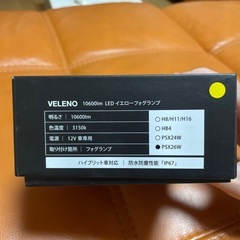 VELENO 10600lm LED イエローフォグランプ
明るさ｜10600lm
色温度｜3150k
電源｜12V車専用
取り付け箇所｜フォグランプ
○H8/H11/H16
○HB4
○PSX24W
●PSX26W
ハイブリット車対応 ｜ 防水防塵性能「IP67」